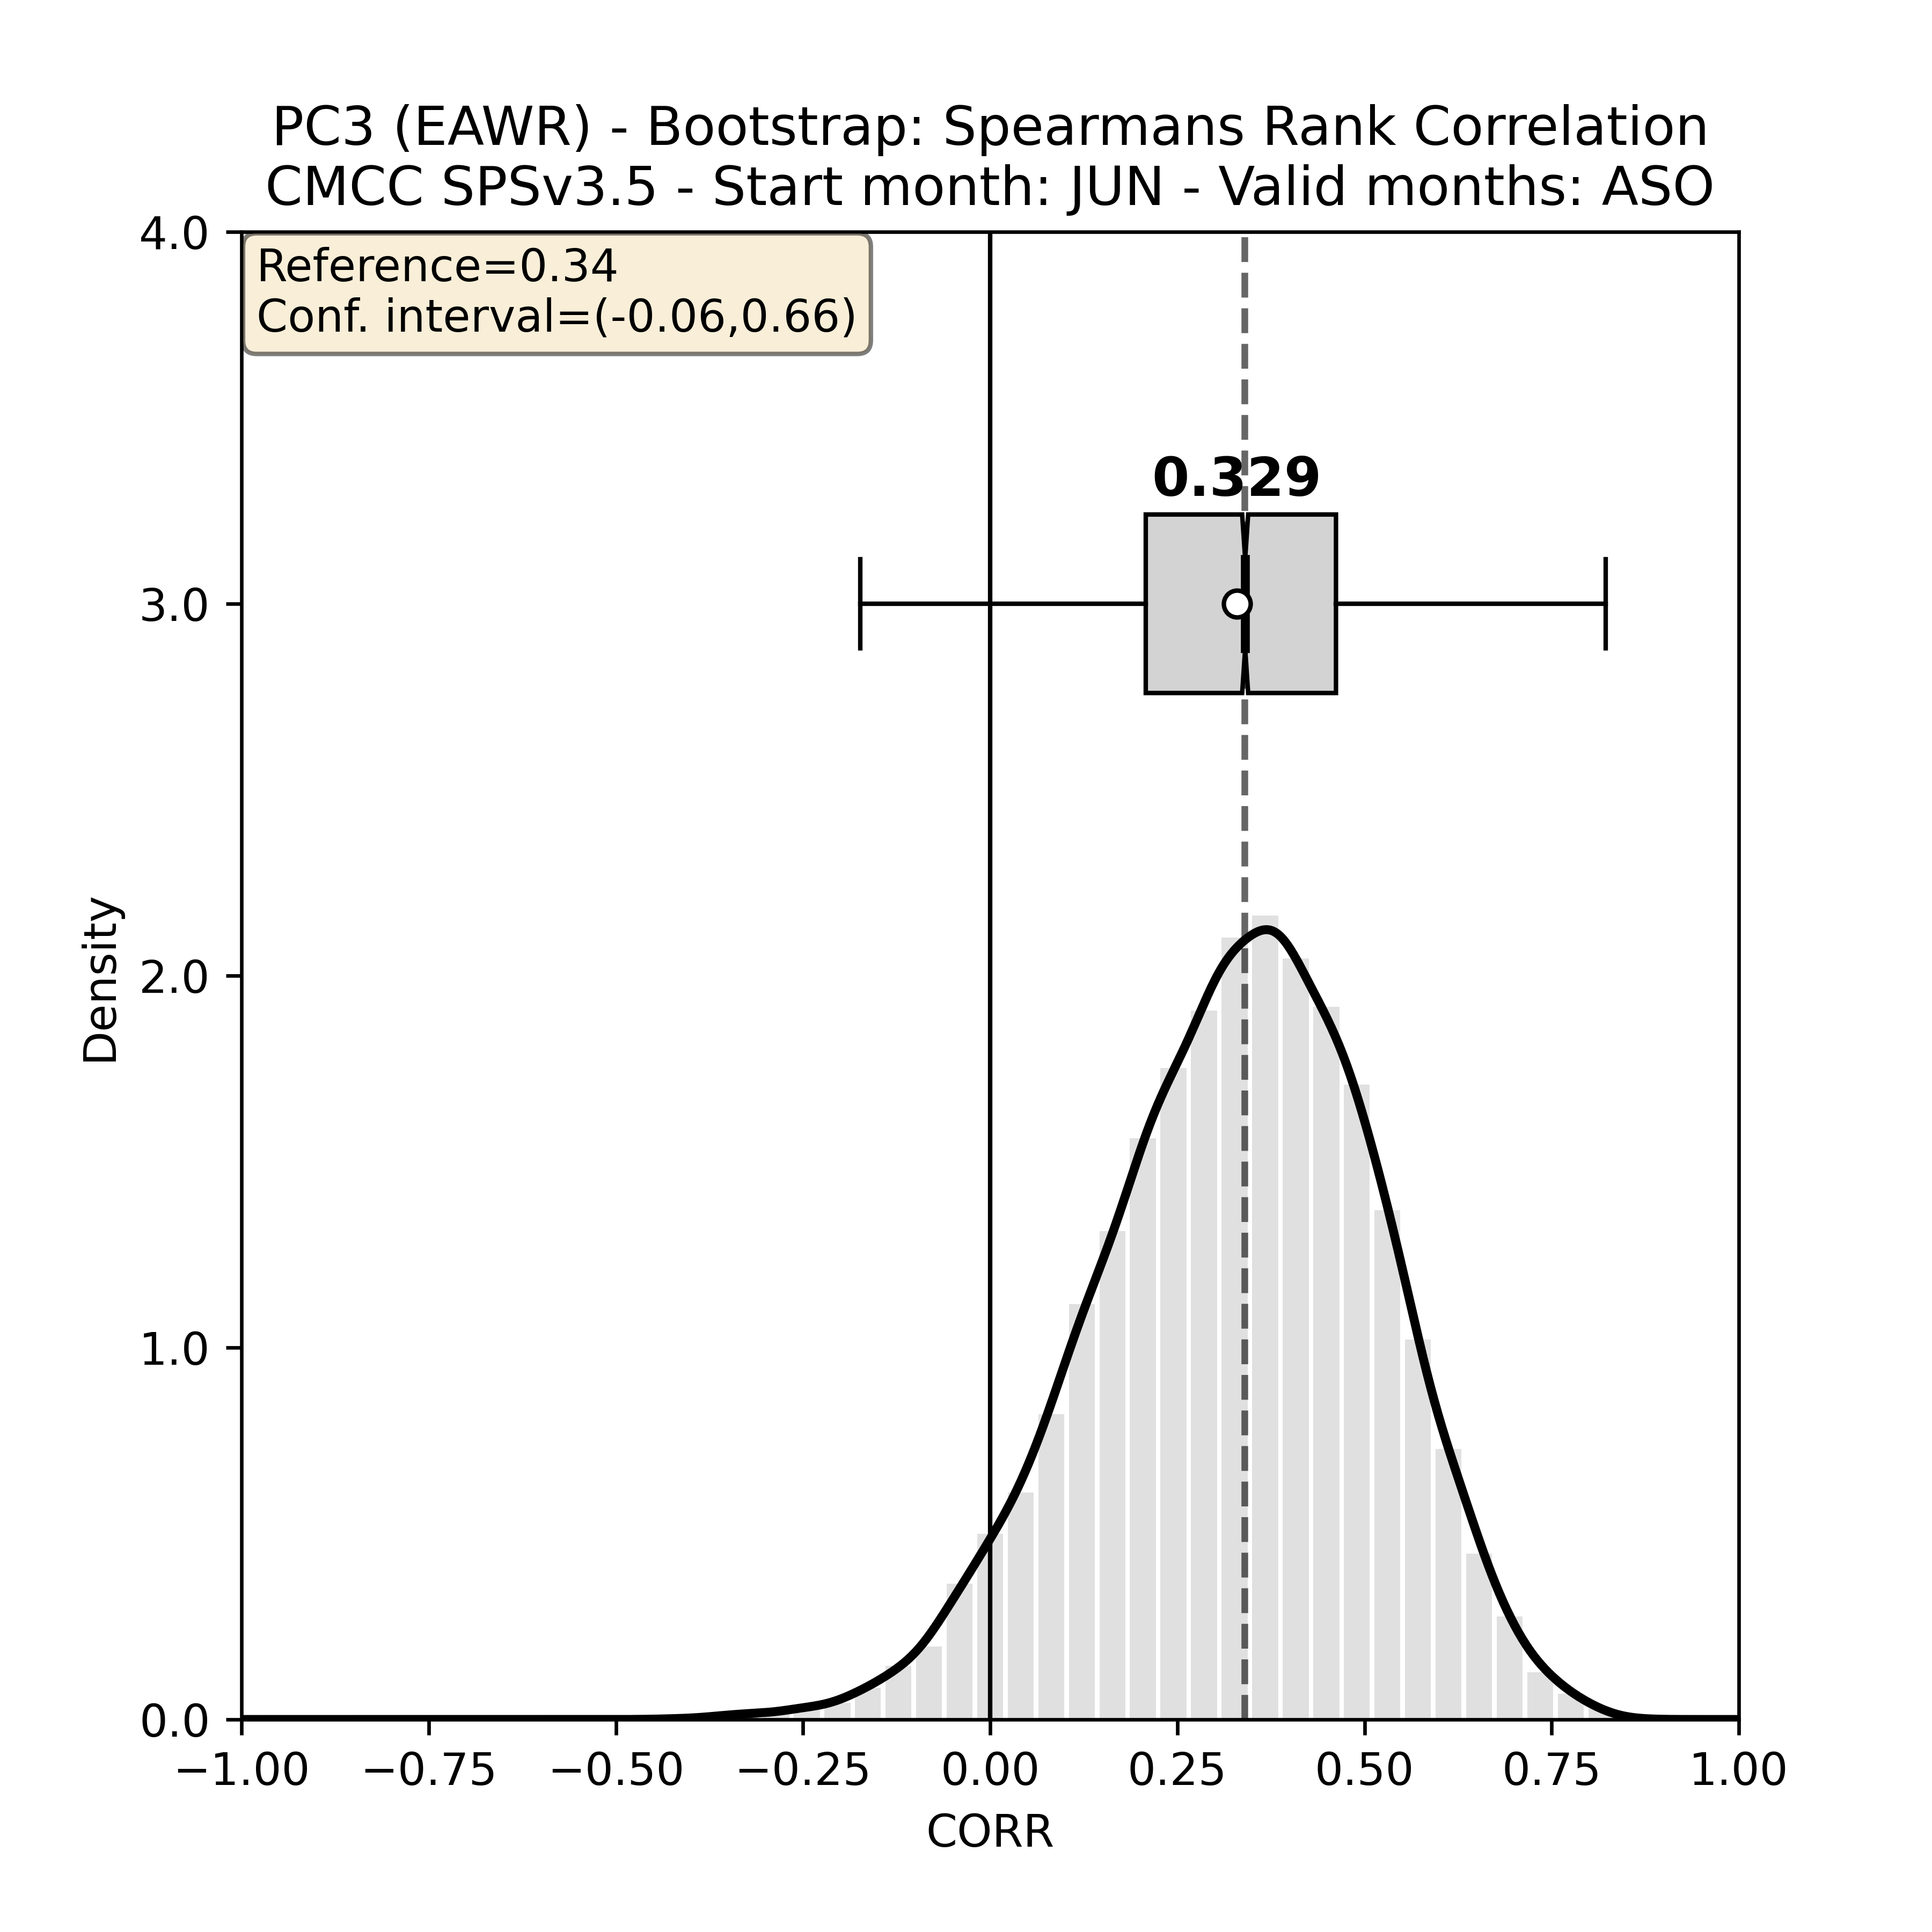 PC3 (EAWR) - Bootstrap: Spearmans Rank Correlation
CMCC SPSv3.5 - Start month: JUN - Valid months: ASO
4.0
Reference=0.34
Conf. interval=(-0.06,0.66)
0.329
3.0
Density
2.0
1.0
0.0
−1.00 −0.75 −0.50 −0.25 0.00 0.25 0.50 0.75 1.00
CORR